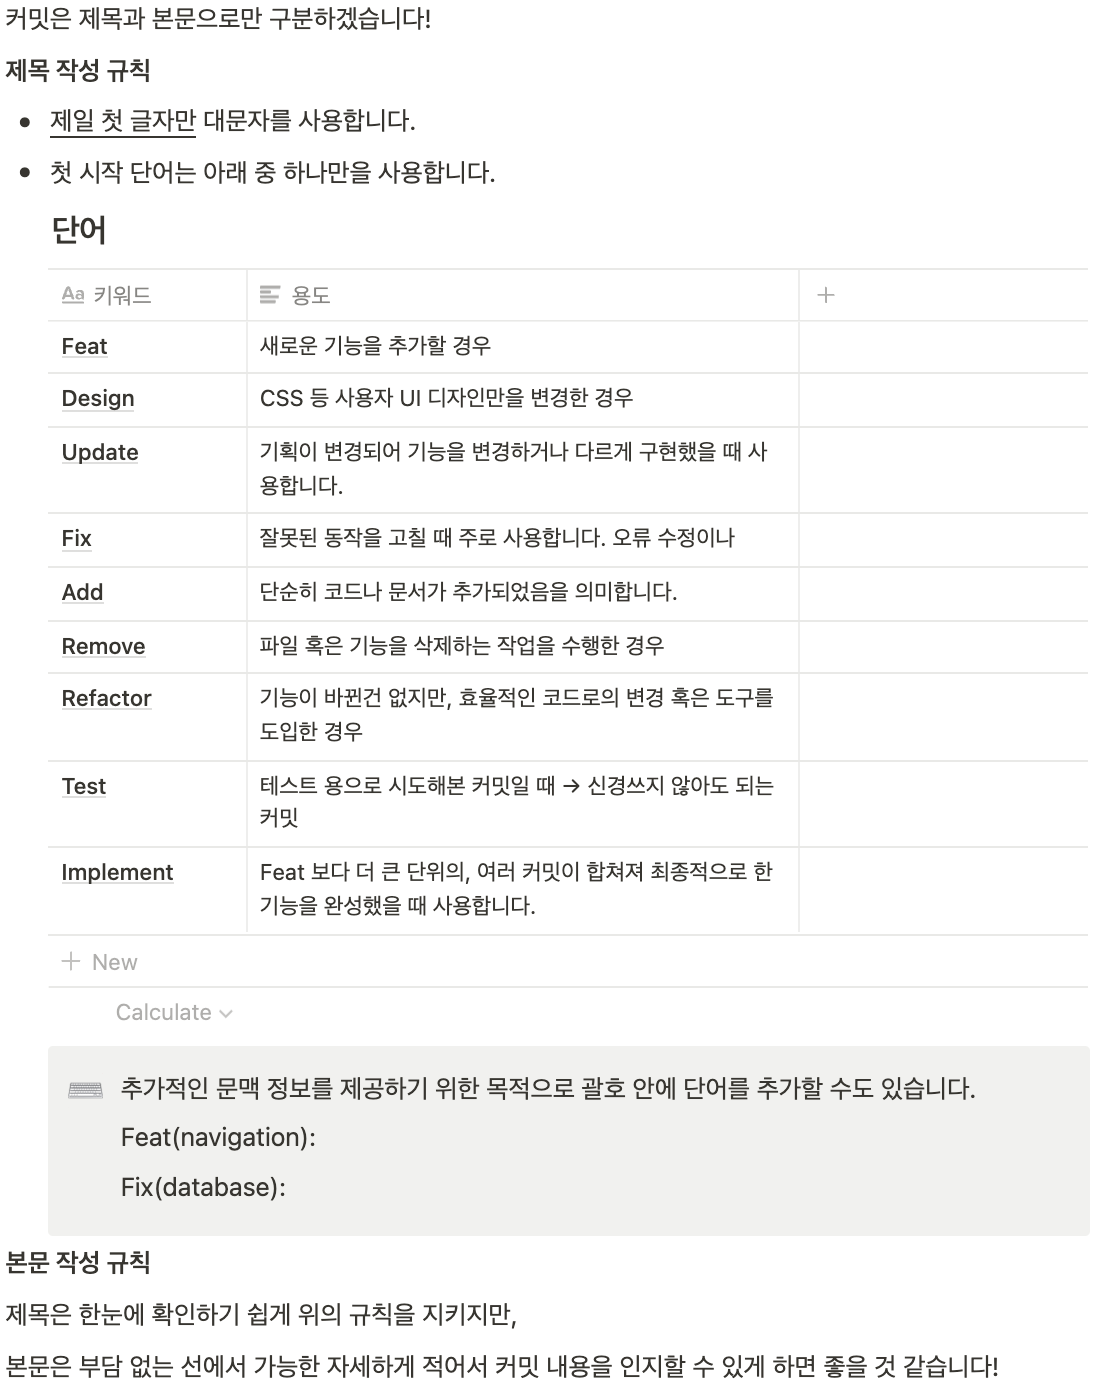 커밋은 제목과 본문으로만 구분하겠습니다!
제목 작성 규칙
• 제일 첫 글자만 대문자를 사용합니다.
• 첫 시작 단어는 아래 중 하나만을 사용합니다.
단어
Aa 키워드 용도 +
Feat 새로운 기능을 추가할 경우
Design CSS 등 사용자 UI 디자인만을 변경한 경우
Update 기획이 변경되어 기능을 변경하거나 다르게 구현했을 때 사
용합니다.
Fix 잘못된 동작을 고칠 때 주로 사용합니다. 오류 수정이나
Add 단순히 코드나 문서가 추가되었음을 의미합니다.
Remove 파일 혹은 기능을 삭제하는 작업을 수행한 경우
Refactor 기능이 바뀐건 없지만, 효율적인 코드로의 변경 혹은 도구를
도입한 경우
Test 테스트 용으로 시도해본 커밋일 때 → 신경쓰지 않아도 되는
커밋
Implement Feat 보다 더 큰 단위의, 여러 커밋이 합쳐져 최종적으로 한
기능을 완성했을 때 사용합니다.
+ New
Calculate
추가적인 문맥 정보를 제공하기 위한 목적으로 괄호 안에 단어를 추가할 수도 있습니다.
Feat(navigation):
Fix(database):
본문 작성 규칙
제목은 한눈에 확인하기 쉽게 위의 규칙을 지키지만,
본문은 부담 없는 선에서 가능한 자세하게 적어서 커밋 내용을 인지할 수 있게 하면 좋을 것 같습니다!